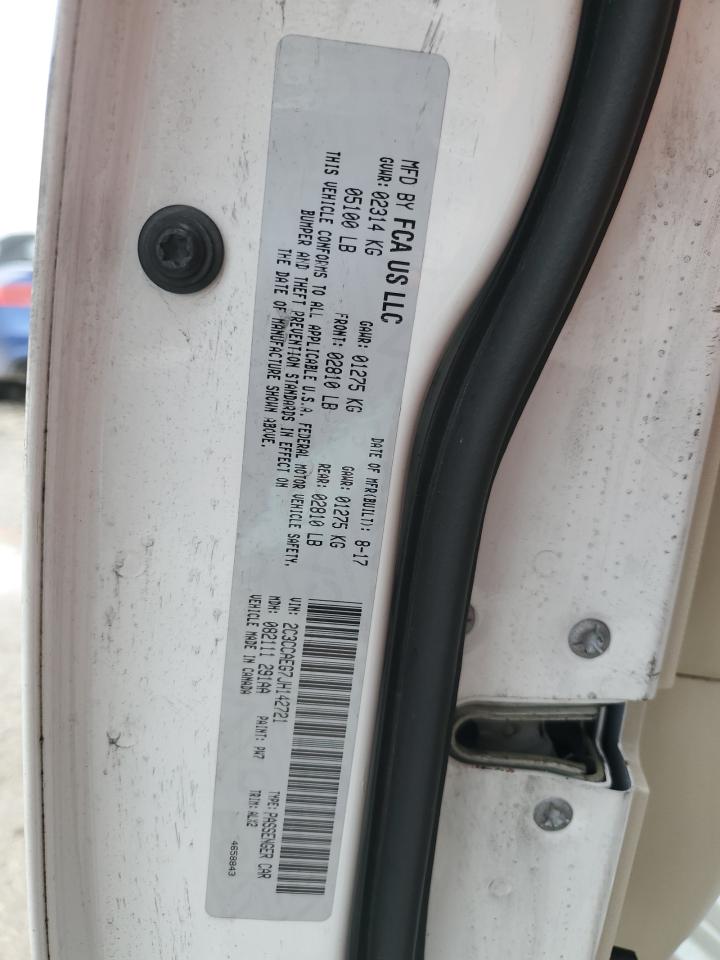 MFD BY FCA US LLC
DATE OF MFR(BUILT): 8-17
GVWR: 02314 KG GAWR: 01275 KG GAWR: 01275 KG
05100 LB FRONT: 02810 LB REAR: 02810 LB
THIS VEHICLE CONFORMS TO ALL APPLICABLE U.S.A. FEDERAL MOTOR VEHICLE SAFETY,
BUMPER AND THEFT PREVENTION STANDARDS IN EFFECT ON
THE DATE OF MANUFACTURE SHOWN ABOVE.
VIN: 2C3CCAEG7JH142721 TYPE: PASSENGER CAR
MDH: 082111 291AA PAINT: PW7 TRIM: HLX2
VEHICLE MADE IN CANADA 4658843